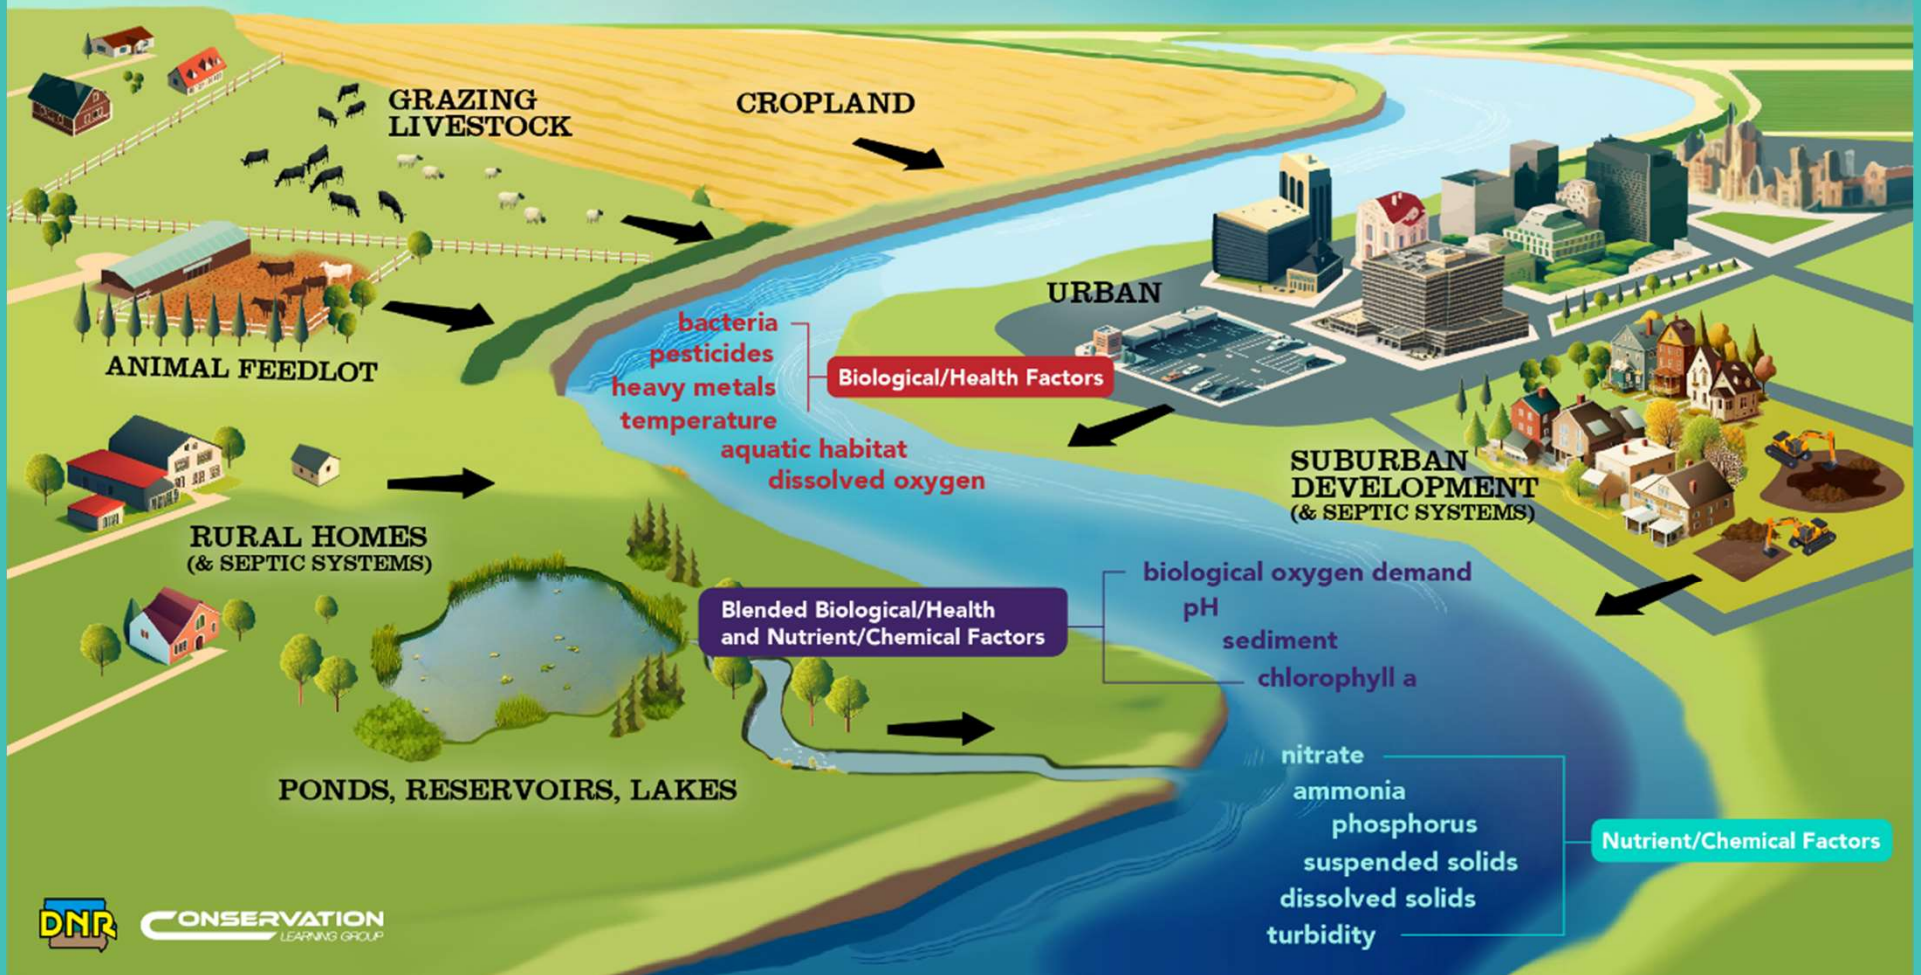 GRAZING
LIVESTOCK
CROPLAND
ANIMAL FEEDLOT
URBAN
bacteria
pesticides
heavy metals
temperature
aquatic habitat
dissolved oxygen
Biological/Health Factors
SUBURBAN
DEVELOPMENT
(& SEPTIC SYSTEMS)
RURAL HOMES
(& SEPTIC SYSTEMS)
Blended Biological/Health
and Nutrient/Chemical Factors
biological oxygen demand
pH
sediment
chlorophyll a
PONDS, RESERVOIRS, LAKES
nitrate
ammonia
phosphorus
suspended solids
dissolved solids
turbidity
Nutrient/Chemical Factors
DNR
CONSERVATION
LEARNING GROUP